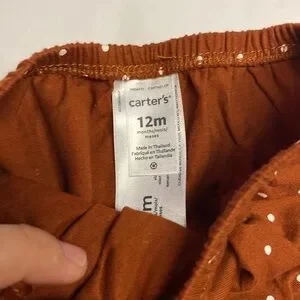 carter's
12m
months/mois/
meses
Made in Thailand
Fabriqué en Thaïlande
Hecho en Tailandia
m